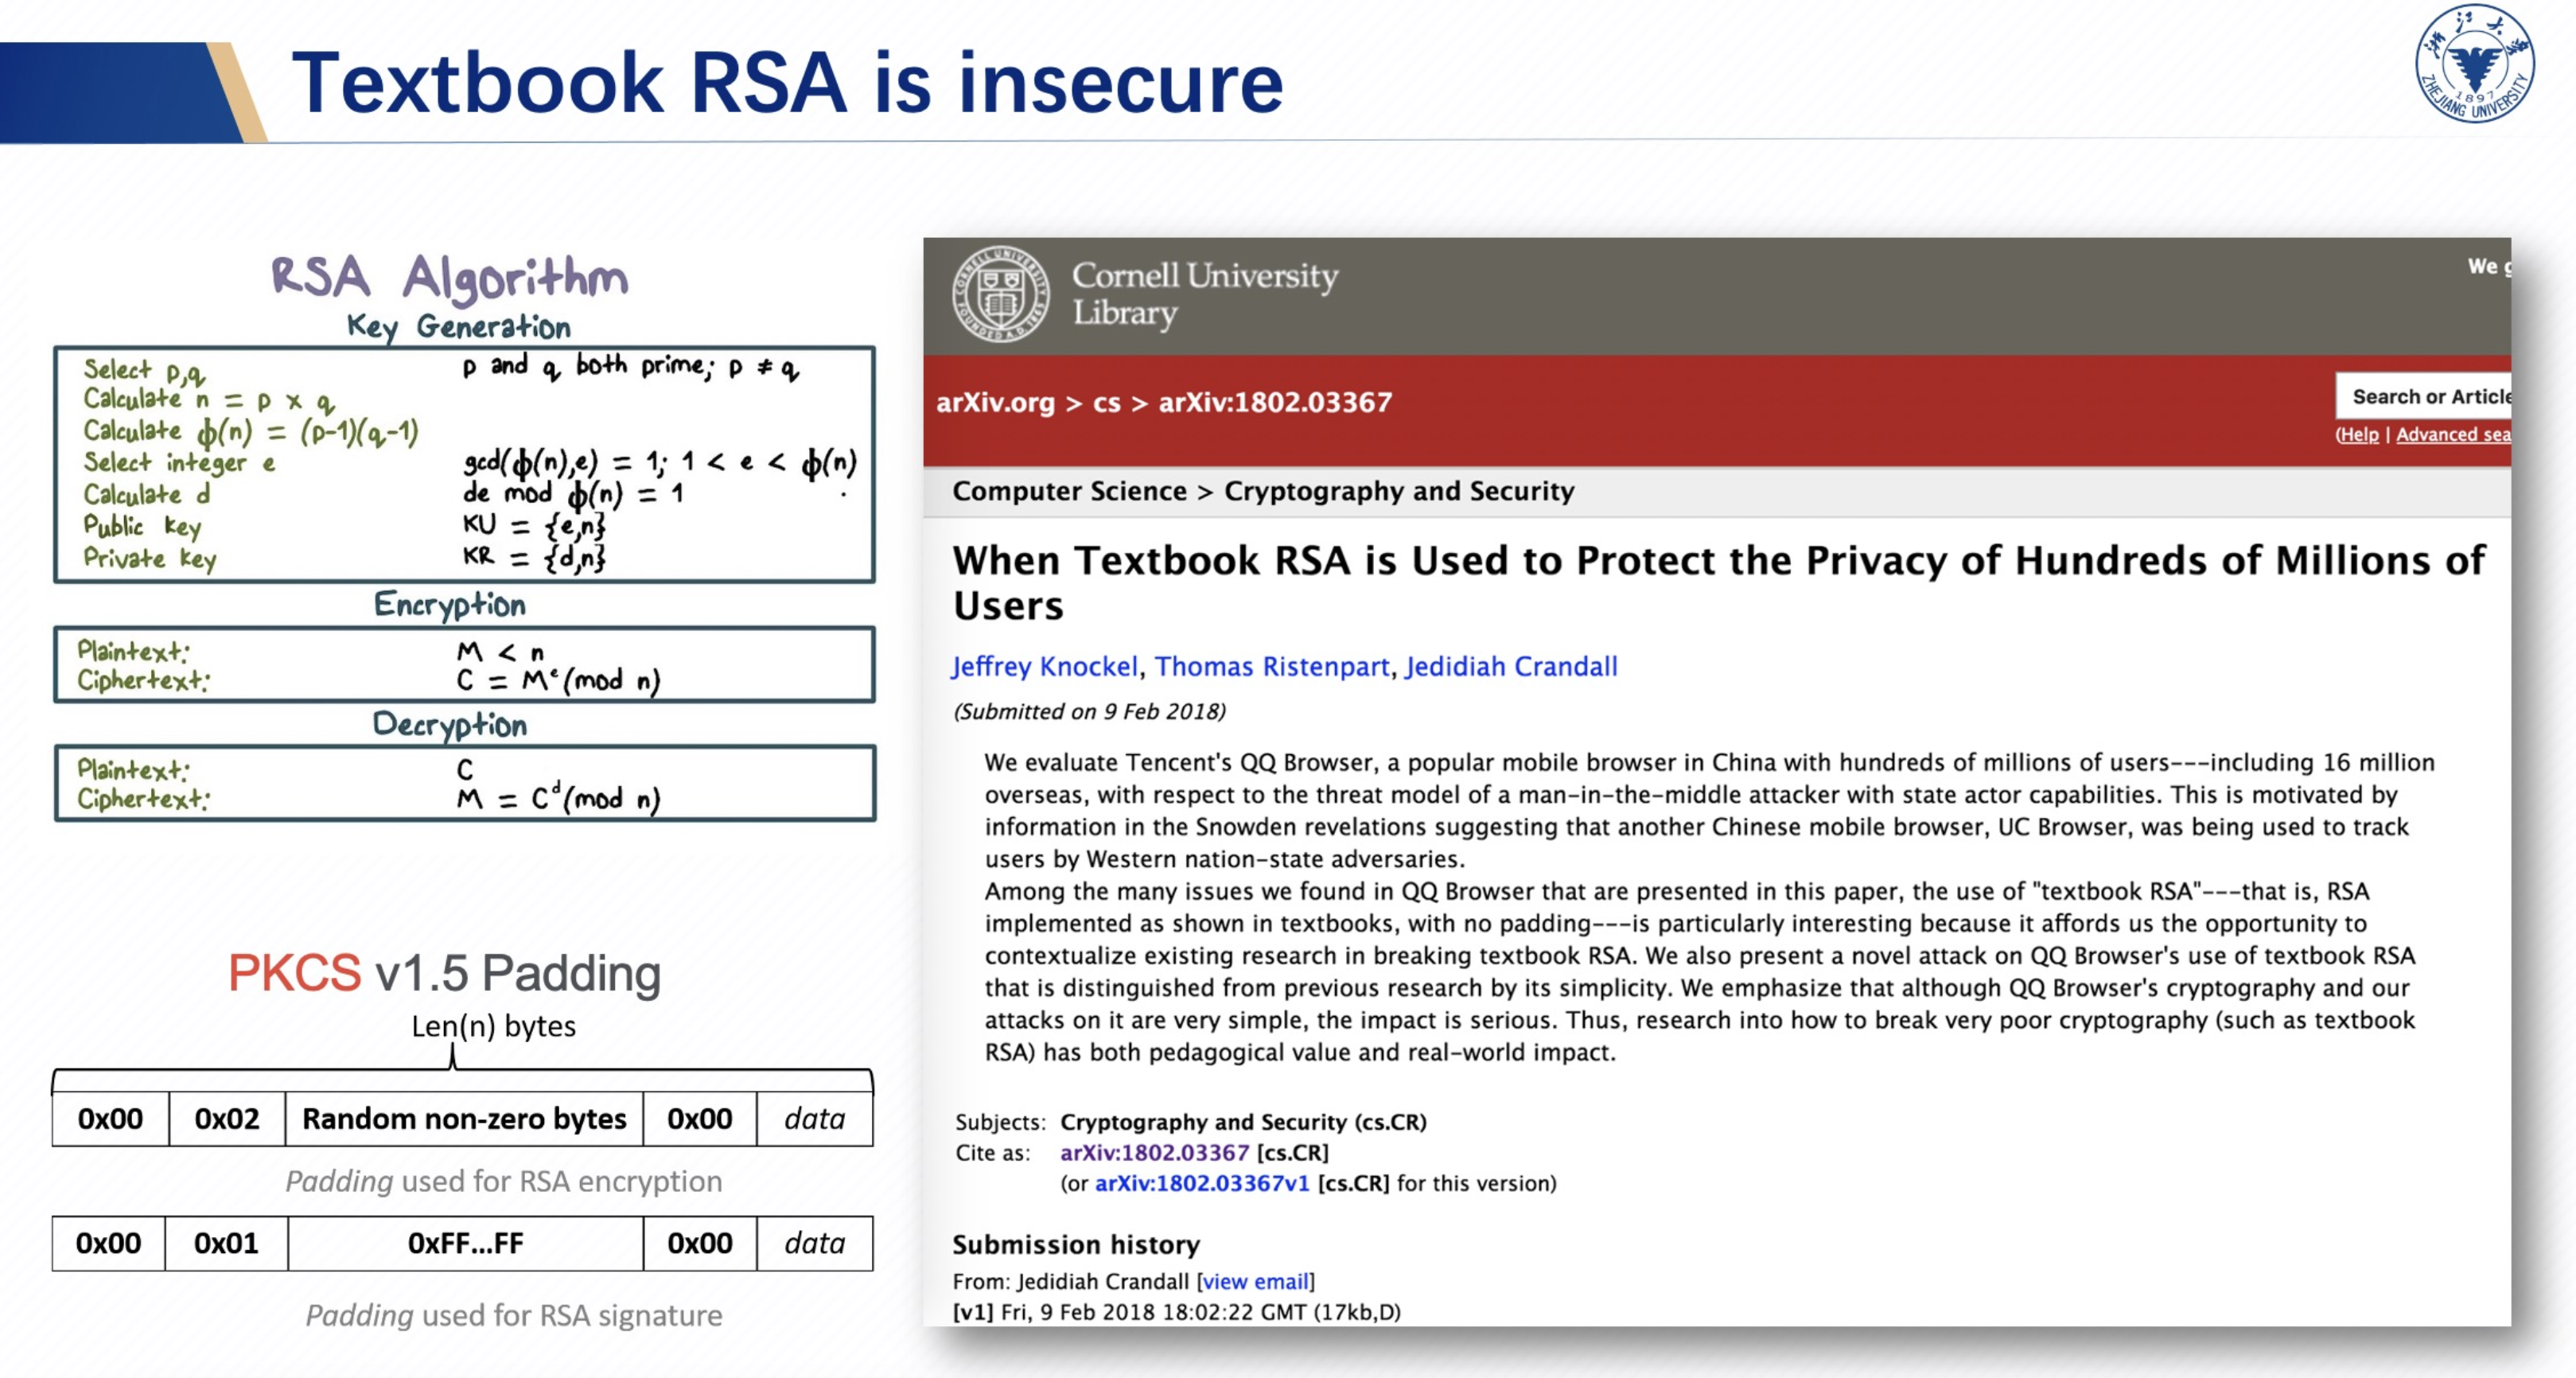 Textbook RSA is insecure
浙江大學
1897
ZHEJIANG UNIVERSITY
RSA Algorithm
Key Generation
Select p,q p and q both prime; p ≠ q
Calculate n = p x q
Calculate ϕ(n) = (p-1)(q-1)
Select integer e gcd(ϕ(n),e) = 1; 1 < e < ϕ(n)
Calculate d de mod ϕ(n) = 1
Public key KU = {e,n}
Private key KR = {d,n}
Encryption
Plaintext: M < n
Ciphertext: C = Mᵉ(mod n)
Decryption
Plaintext: C
Ciphertext: M = Cᵈ(mod n)
PKCS v1.5 Padding
Len(n) bytes
0x00 0x02 Random non-zero bytes 0x00 data
Padding used for RSA encryption
0x00 0x01 0xFF...FF 0x00 data
Padding used for RSA signature
Cornell University
Library
We g
arXiv.org > cs > arXiv:1802.03367
Search or Article
(Help | Advanced sea
Computer Science > Cryptography and Security
When Textbook RSA is Used to Protect the Privacy of Hundreds of Millions of
Users
Jeffrey Knockel, Thomas Ristenpart, Jedidiah Crandall
(Submitted on 9 Feb 2018)
We evaluate Tencent's QQ Browser, a popular mobile browser in China with hundreds of millions of users---including 16 million
overseas, with respect to the threat model of a man-in-the-middle attacker with state actor capabilities. This is motivated by
information in the Snowden revelations suggesting that another Chinese mobile browser, UC Browser, was being used to track
users by Western nation-state adversaries.
Among the many issues we found in QQ Browser that are presented in this paper, the use of "textbook RSA"---that is, RSA
implemented as shown in textbooks, with no padding---is particularly interesting because it affords us the opportunity to
contextualize existing research in breaking textbook RSA. We also present a novel attack on QQ Browser's use of textbook RSA
that is distinguished from previous research by its simplicity. We emphasize that although QQ Browser's cryptography and our
attacks on it are very simple, the impact is serious. Thus, research into how to break very poor cryptography (such as textbook
RSA) has both pedagogical value and real-world impact.
Subjects: Cryptography and Security (cs.CR)
Cite as: arXiv:1802.03367 [cs.CR]
(or arXiv:1802.03367v1 [cs.CR] for this version)
Submission history
From: Jedidiah Crandall [view email]
[v1] Fri, 9 Feb 2018 18:02:22 GMT (17kb,D)